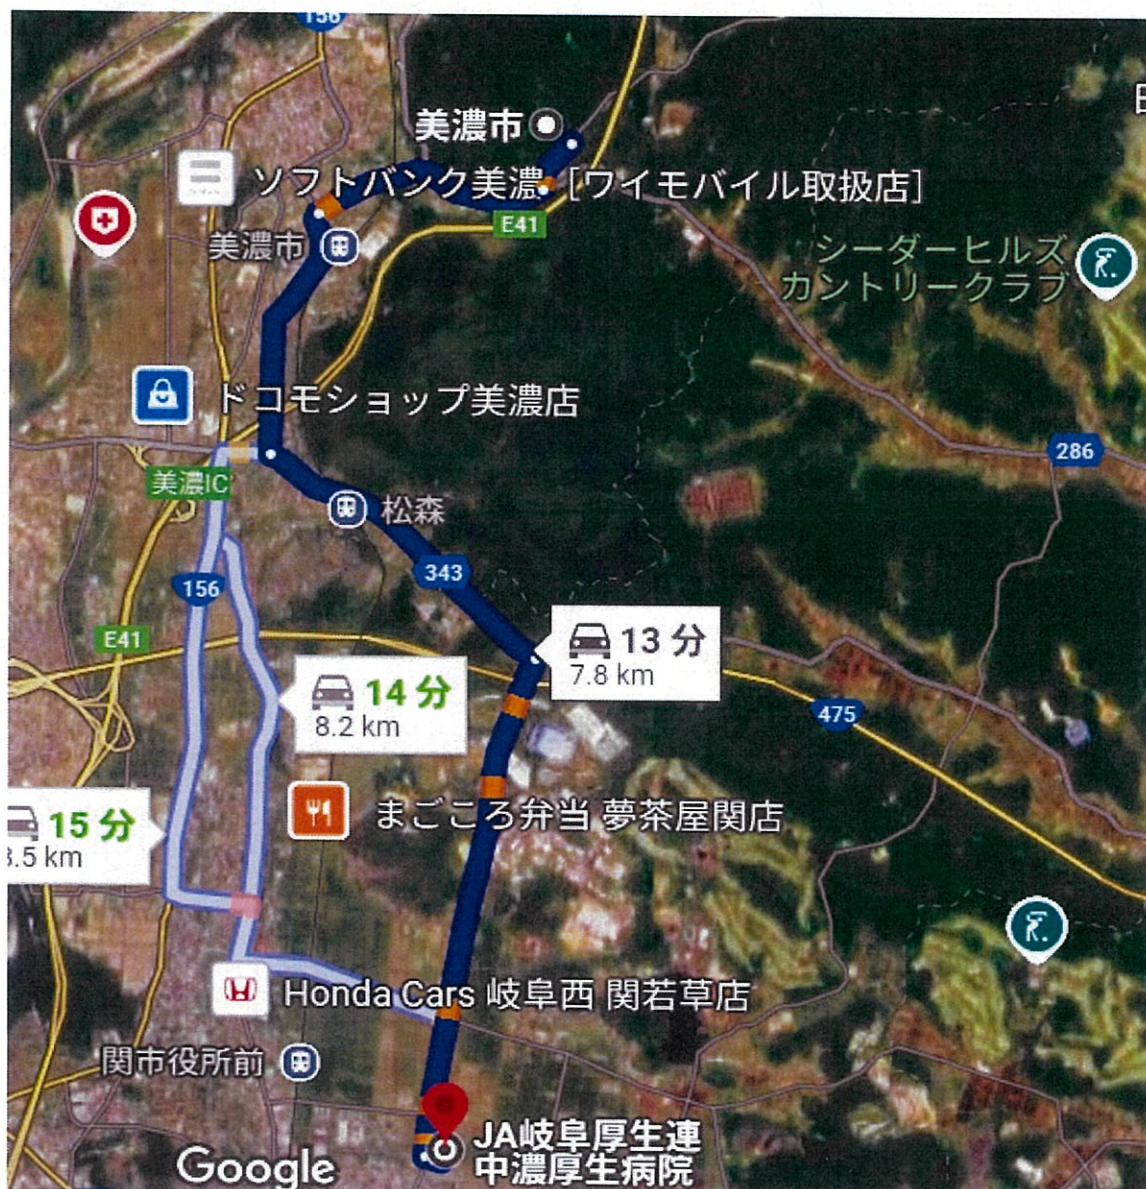 156
美濃市
ソフトバンク美濃 [ワイモバイル取扱店]
E41
美濃市
シーダーヒルズ
カントリークラブ
ドコモショップ美濃店
286
美濃IC
松森
343
156
E41
13 分
7.8 km
14 分
8.2 km
475
15 分
.5 km
まごころ弁当 夢茶屋関店
Honda Cars 岐阜西 関若草店
関市役所前
JA岐阜厚生連
中濃厚生病院
Google